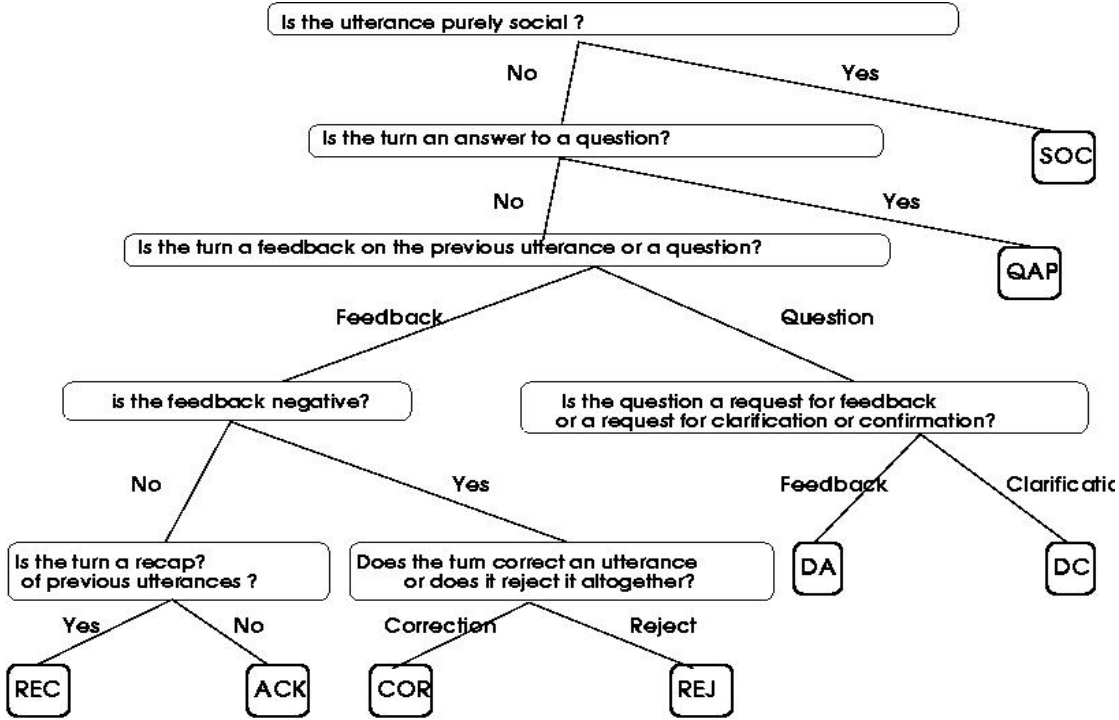 Is the utterance purely social ?
No
Yes
Is the turn an answer to a question?
SOC
No
Yes
Is the turn a feedback on the previous utterance or a question?
QAP
Feedback
Question
is the feedback negative?
Is the question a request for feedback
or a request for clarification or confirmation?
No
Yes
Feedback
Clarificatio
Is the turn a recap?
of previous utterances ?
Does the turn correct an utterance
or does it reject it altogether?
DA
DC
Yes
No
Correction
Reject
REC
ACK
COR
REJ